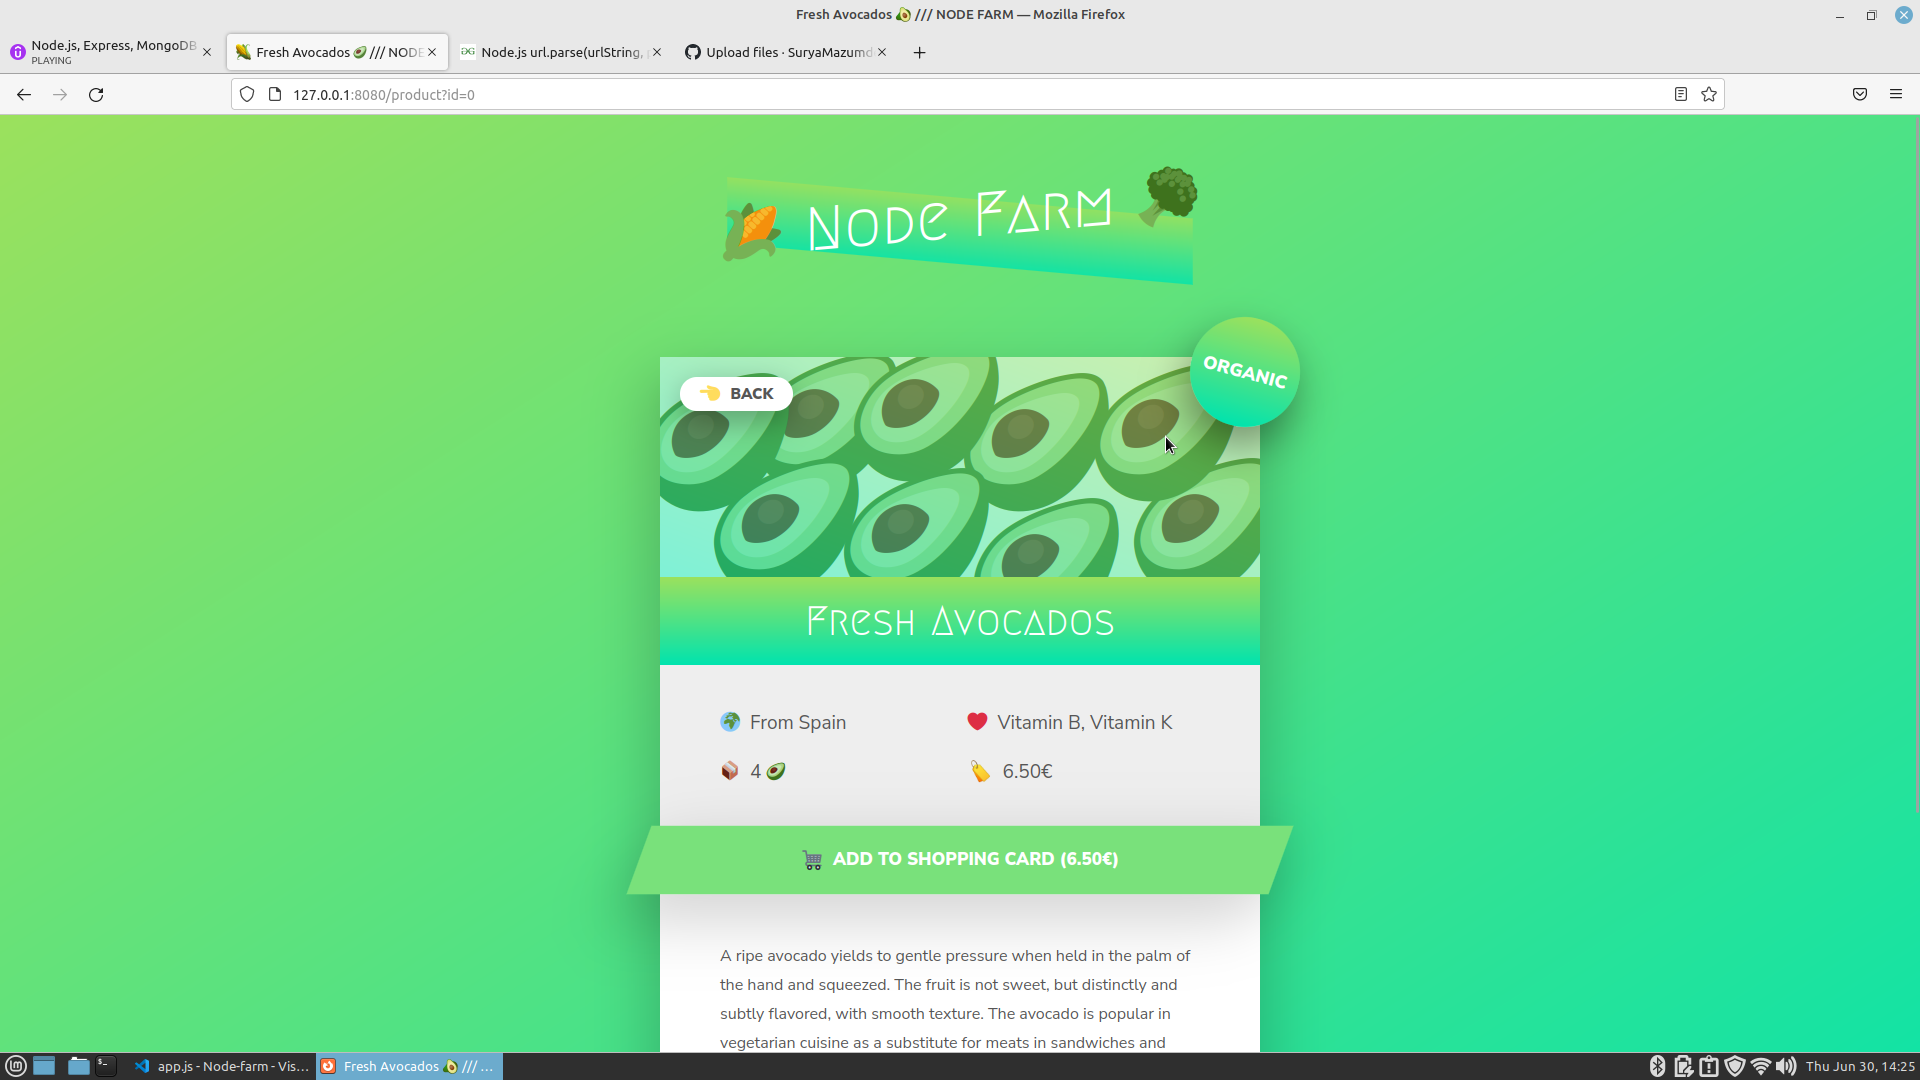 Fresh Avocados 🥑 /// NODE FARM — Mozilla Firefox
Node.js, Express, MongoDB
PLAYING
Fresh Avocados 🥑 /// NODE
Node.js url.parse(urlString,
Upload files · SuryaMazumd
127.0.0.1:8080/product?id=0
Node Farm
ORGANIC
👈 BACK
Fresh Avocados
🌍 From Spain
❤️ Vitamin B, Vitamin K
📦 4 🥑
🏷️ 6.50€
🛒 ADD TO SHOPPING CARD (6.50€)
A ripe avocado yields to gentle pressure when held in the palm of
the hand and squeezed. The fruit is not sweet, but distinctly and
subtly flavored, with smooth texture. The avocado is popular in
vegetarian cuisine as a substitute for meats in sandwiches and
app.js - Node-farm - Vis...
Fresh Avocados 🥑 /// ...
Thu Jun 30, 14:25